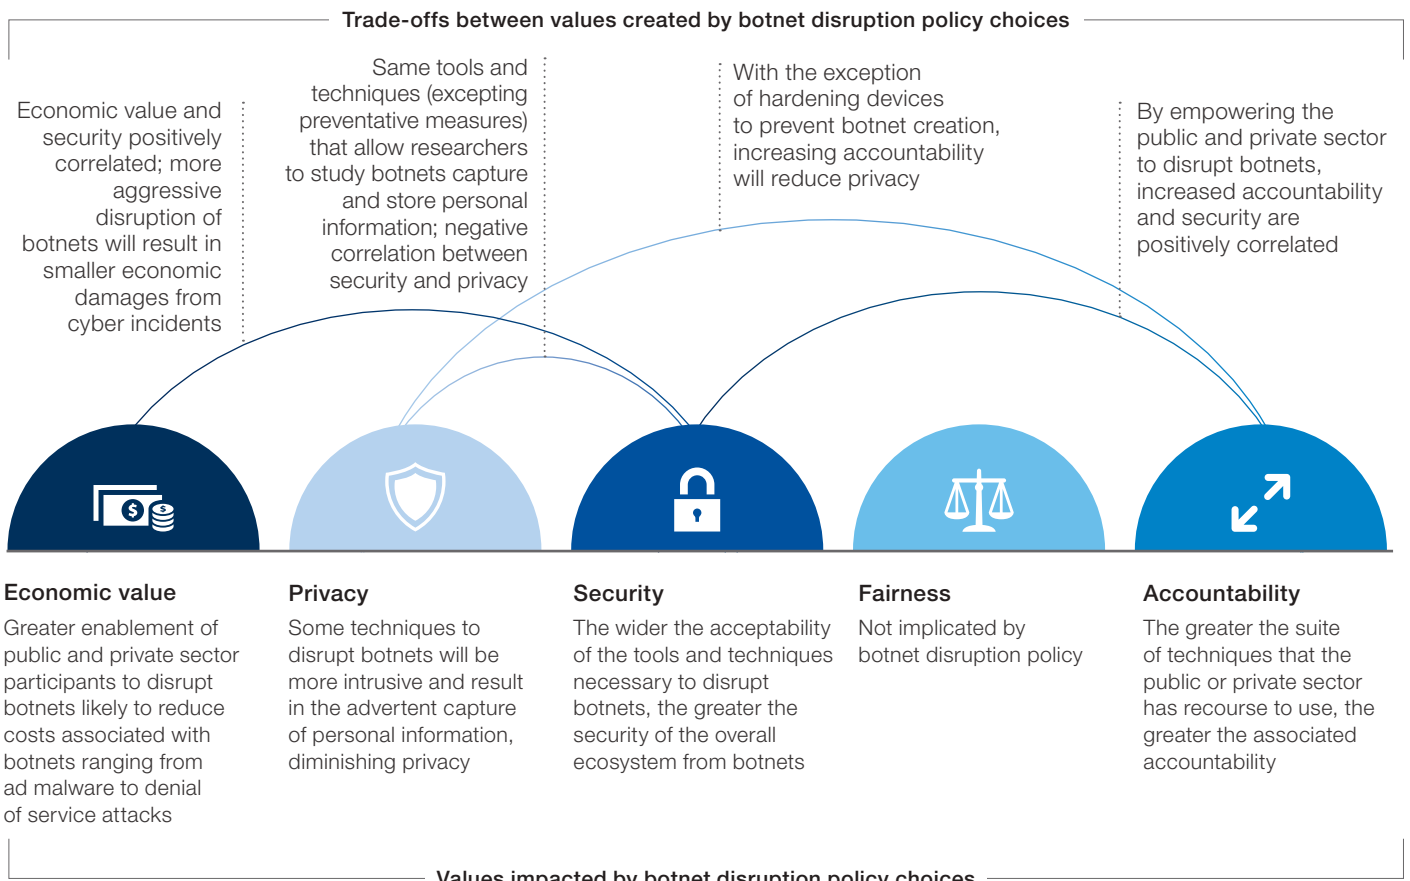 Trade-offs between values created by botnet disruption policy choices
Economic value and
security positively
correlated; more
aggressive
disruption of
botnets will result in
smaller economic
damages from
cyber incidents
Same tools and
techniques (excepting
preventative measures)
that allow researchers
to study botnets capture
and store personal
information; negative
correlation between
security and privacy
With the exception
of hardening devices
to prevent botnet creation,
increasing accountability
will reduce privacy
By empowering the
public and private sector
to disrupt botnets,
increased accountability
and security are
positively correlated
Economic value
Greater enablement of
public and private sector
participants to disrupt
botnets likely to reduce
costs associated with
botnets ranging from
ad malware to denial
of service attacks
Privacy
Some techniques to
disrupt botnets will be
more intrusive and result
in the advertent capture
of personal information,
diminishing privacy
Security
The wider the acceptability
of the tools and techniques
necessary to disrupt
botnets, the greater the
security of the overall
ecosystem from botnets
Fairness
Not implicated by
botnet disruption policy
Accountability
The greater the suite
of techniques that the
public or private sector
has recourse to use, the
greater the associated
accountability
Values impacted by botnet disruption policy choices